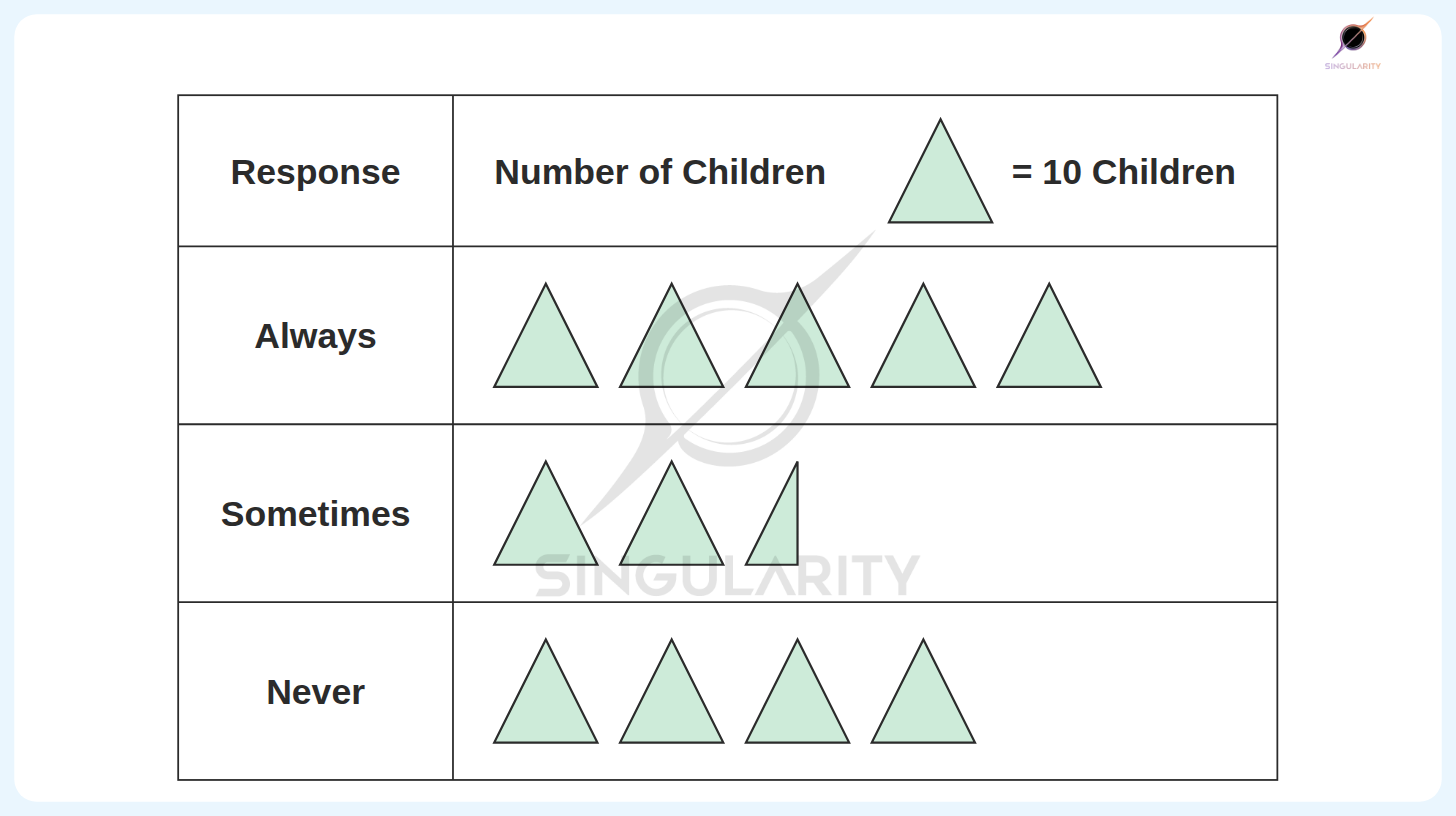 SINGULARITY
Response
Number of Children
= 10 Children
Always
Sometimes
SINGULARITY
Never